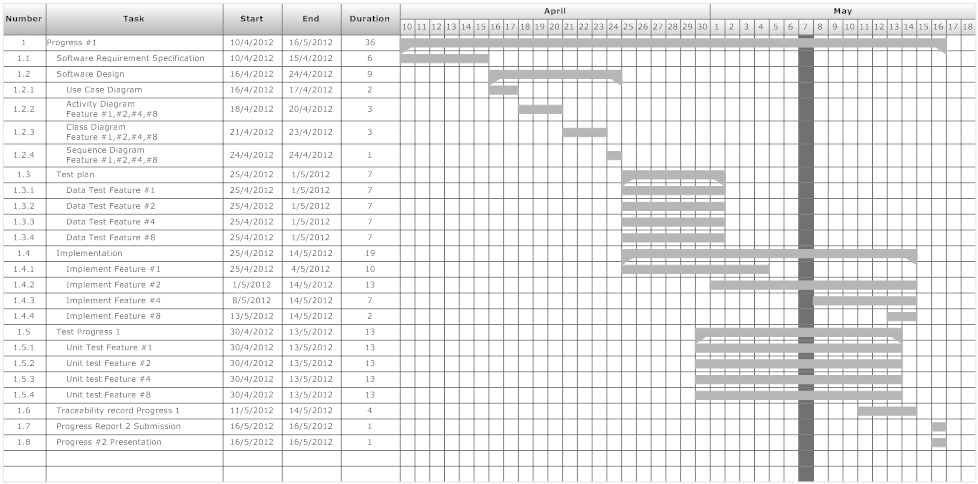 Number Task Start End Duration April May
10 11 12 13 14 15 16 17 18 19 20 21 22 23 24 25 26 27 28 29 30 1 2 3 4 5 6 7 8 9 10 11 12 13 14 15 16 17 18
1 Progress #1 10/4/2012 16/5/2012 36
1.1 Software Requirement Specification 10/4/2012 15/4/2012 6
1.2 Software Design 16/4/2012 24/4/2012 9
1.2.1 Use Case Diagram 16/4/2012 17/4/2012 2
1.2.2 Activity Diagram 18/4/2012 20/4/2012 3
Feature #1,#2,#4,#8
1.2.3 Class Diagram 21/4/2012 23/4/2012 3
Feature #1,#2,#4,#8
1.2.4 Sequence Diagram 24/4/2012 24/4/2012 1
Feature #1,#2,#4,#8
1.3 Test plan 25/4/2012 1/5/2012 7
1.3.1 Data Test Feature #1 25/4/2012 1/5/2012 7
1.3.2 Data Test Feature #2 25/4/2012 1/5/2012 7
1.3.3 Data Test Feature #4 25/4/2012 1/5/2012 7
1.3.4 Data Test Feature #8 25/4/2012 1/5/2012 7
1.4 Implementation 25/4/2012 14/5/2012 19
1.4.1 Implement Feature #1 25/4/2012 4/5/2012 10
1.4.2 Implement Feature #2 1/5/2012 14/5/2012 13
1.4.3 Implement Feature #4 8/5/2012 14/5/2012 7
1.4.4 Implement Feature #8 13/5/2012 14/5/2012 2
1.5 Test Progress 1 30/4/2012 13/5/2012 13
1.5.1 Unit Test Feature #1 30/4/2012 13/5/2012 13
1.5.2 Unit test Feature #2 30/4/2012 13/5/2012 13
1.5.3 Unit test Feature #4 30/4/2012 13/5/2012 13
1.5.4 Unit test Feature #8 30/4/2012 13/5/2012 13
1.6 Traceability record Progress 1 11/5/2012 14/5/2012 4
1.7 Progress Report 2 Submission 16/5/2012 16/5/2012 1
1.8 Progress #2 Presentation 16/5/2012 16/5/2012 1